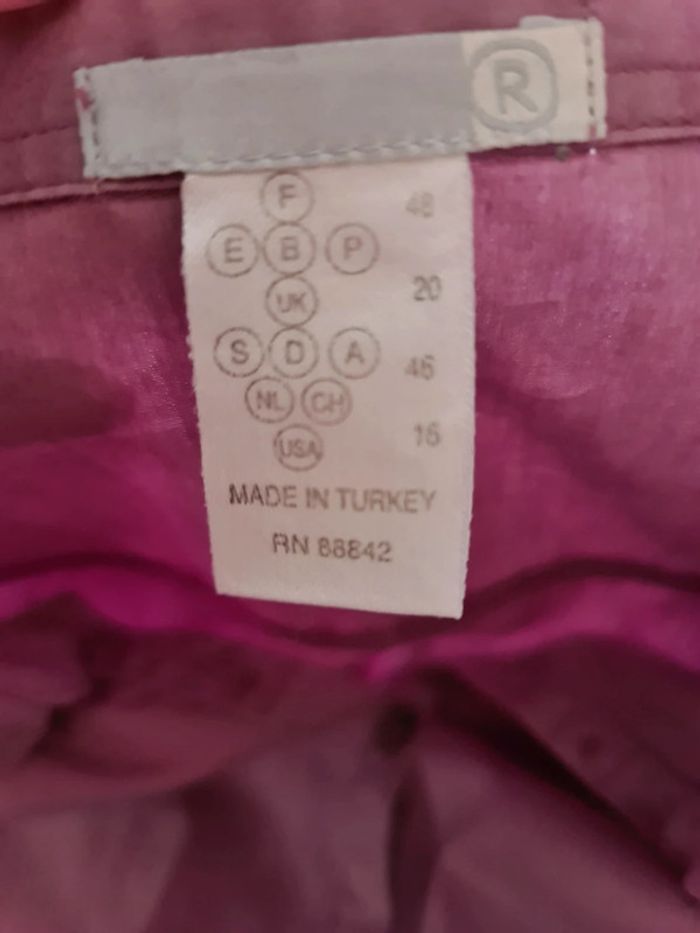 R
F 48
E B P
UK 20
S D A 46
NL CH
USA 16
MADE IN TURKEY
RN 88842